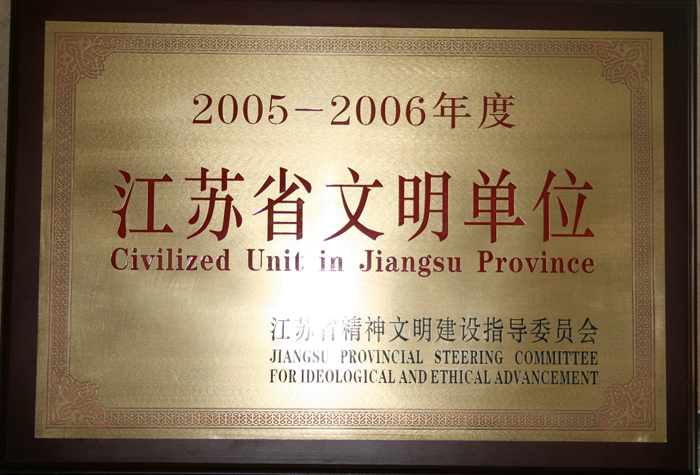 2005－2006年度
江苏省文明单位
Civilized Unit in Jiangsu Province
江苏省精神文明建设指导委员会
JIANGSU PROVINCIAL STEERING COMMITTEE
FOR IDEOLOGICAL AND ETHICAL ADVANCEMENT